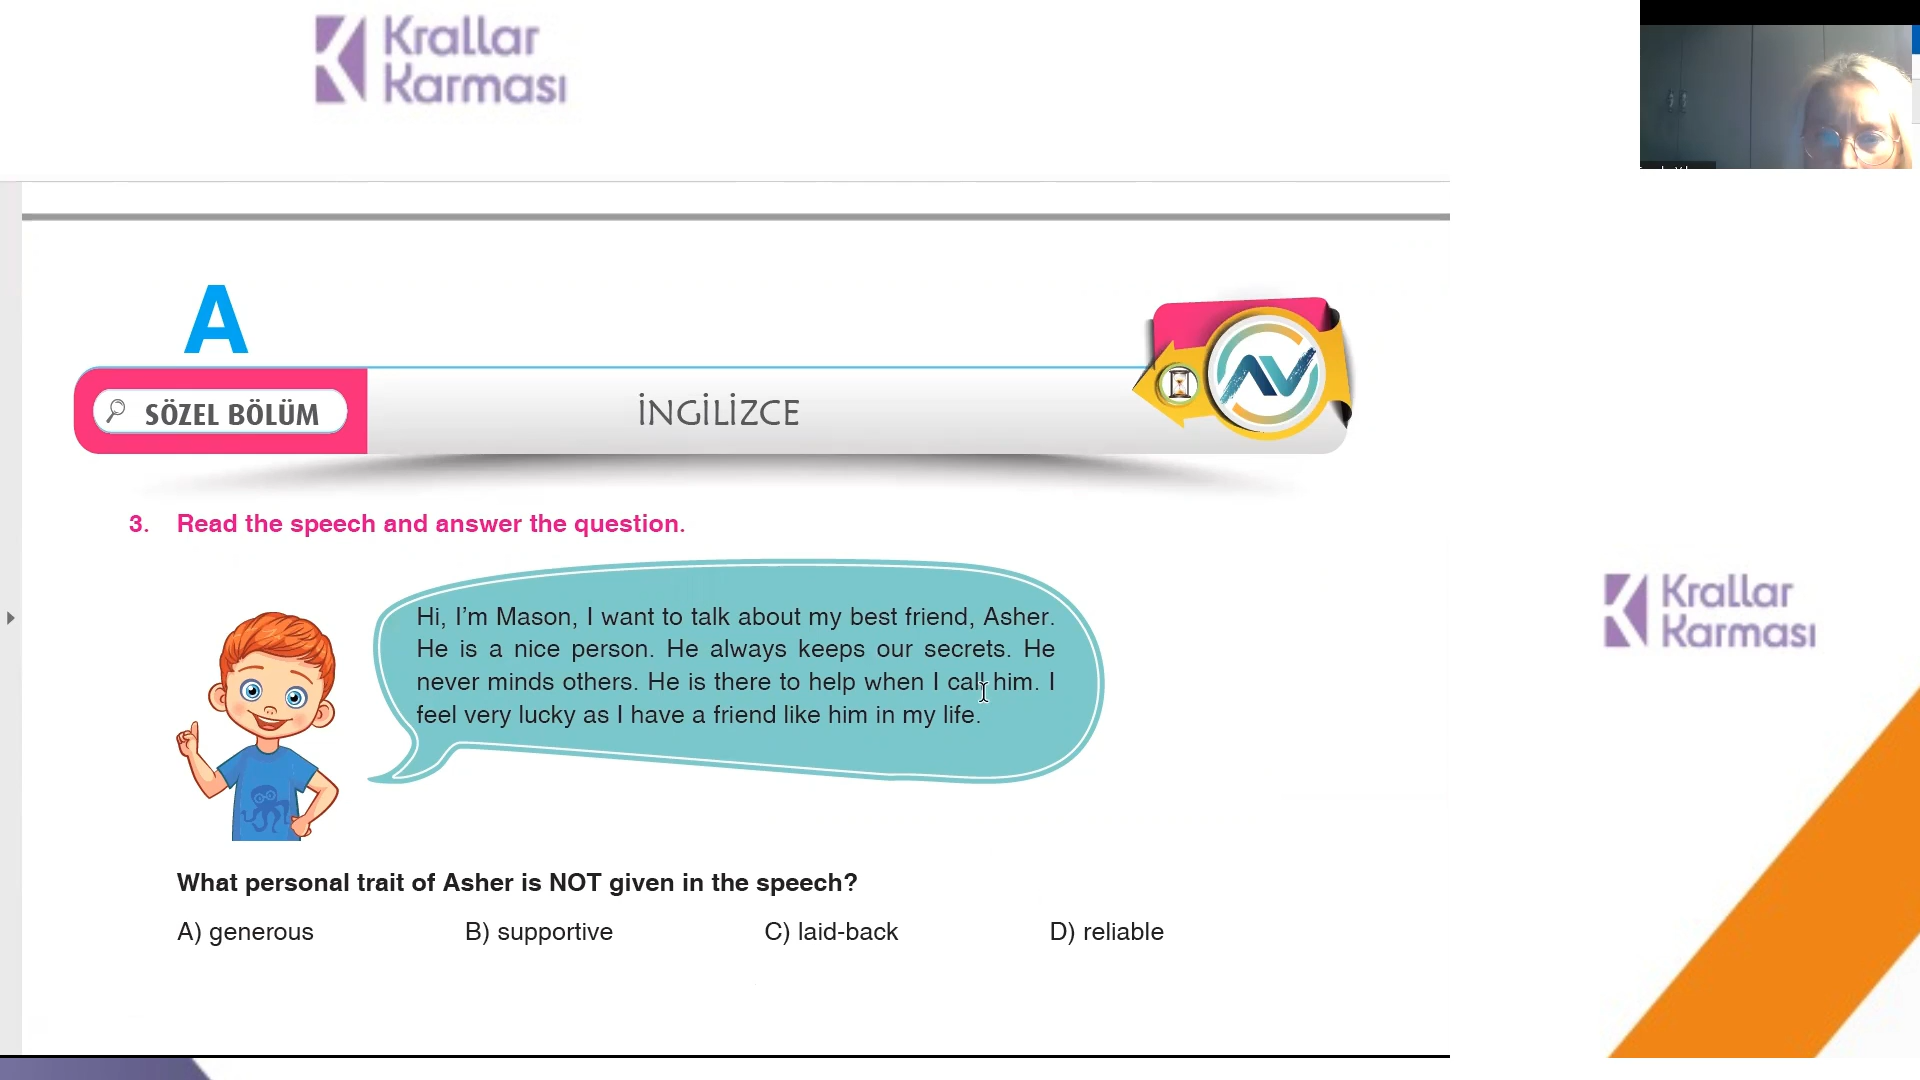 Krallar
Karması
A
SÖZEL BÖLÜM
İNGİLİZCE
AV
3. Read the speech and answer the question.
Hi, I'm Mason, I want to talk about my best friend, Asher.
He is a nice person. He always keeps our secrets. He
never minds others. He is there to help when I call him. I
feel very lucky as I have a friend like him in my life.
Krallar
Karması
What personal trait of Asher is NOT given in the speech?
A) generous B) supportive C) laid-back D) reliable